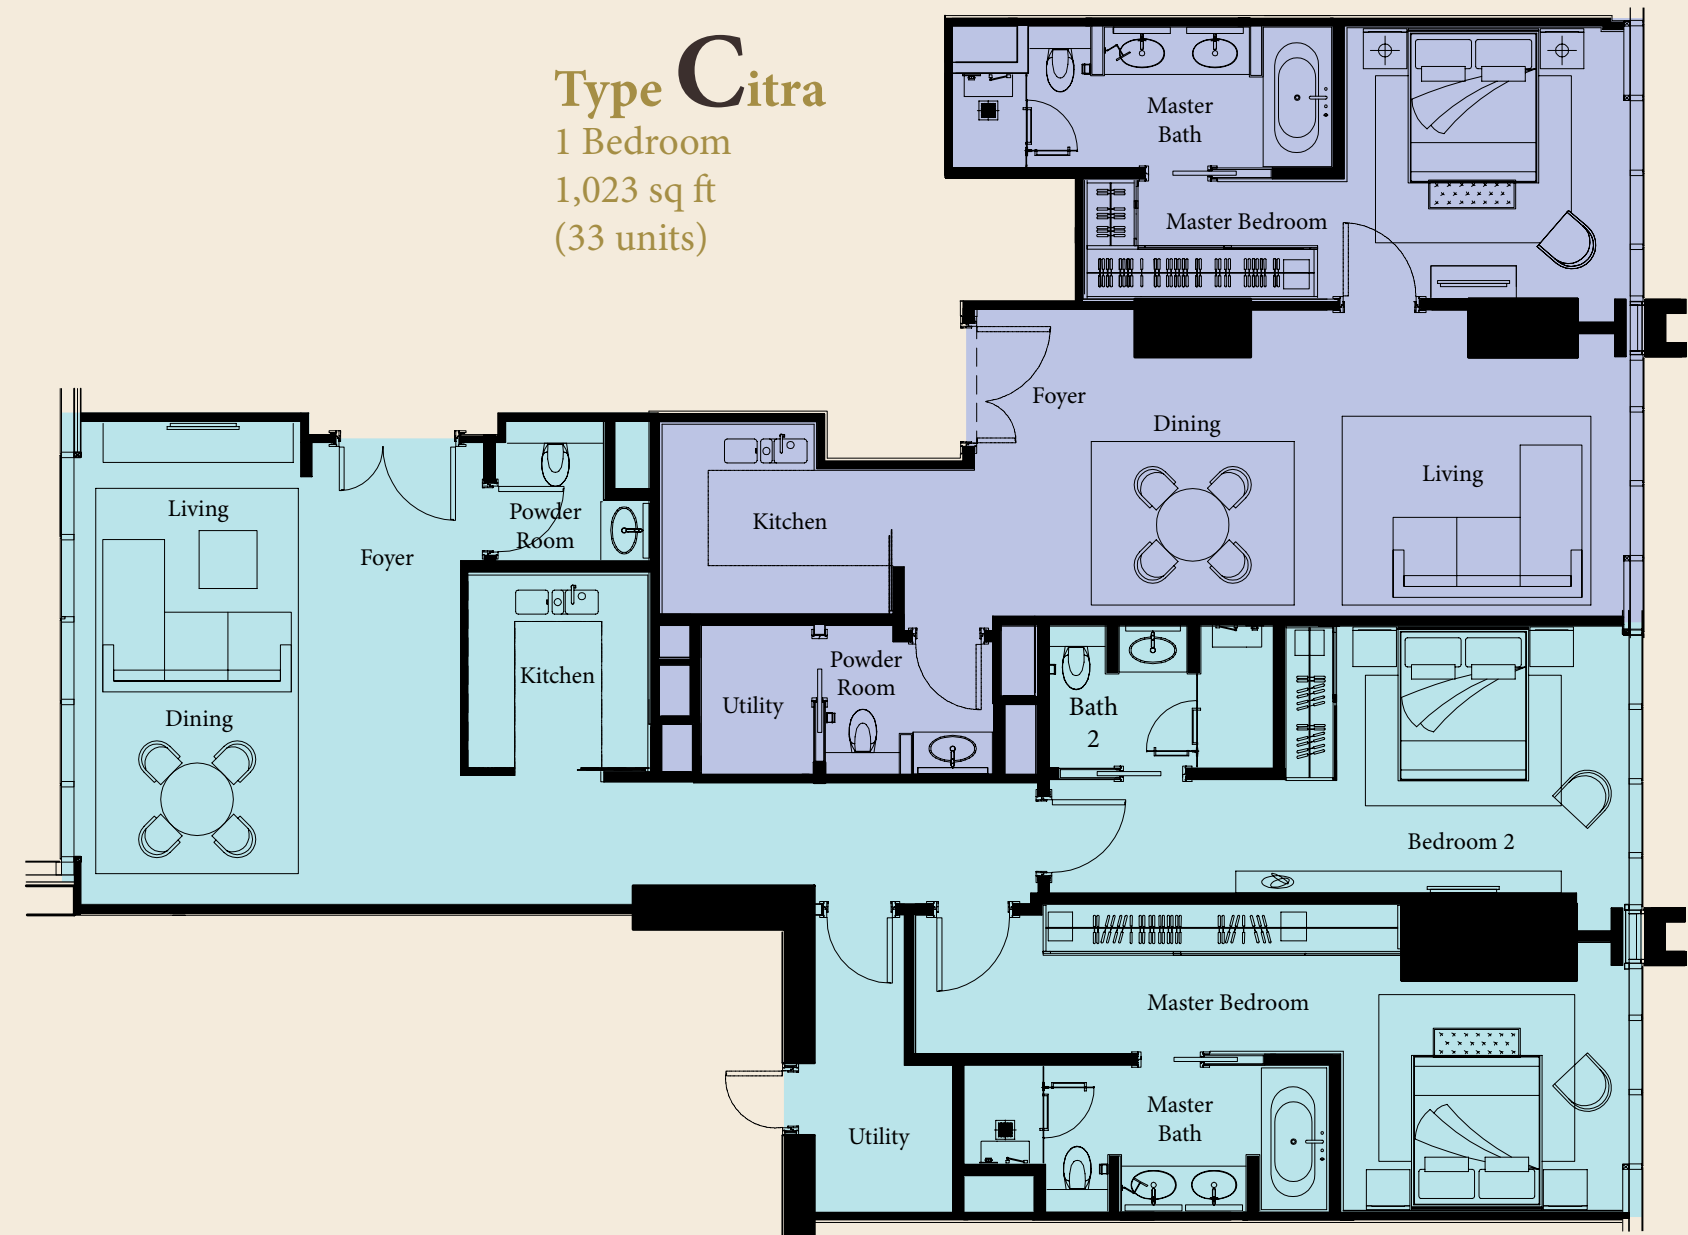 Type Citra
1 Bedroom
1,023 sq ft
(33 units)
Master
Bath
Master Bedroom
Foyer
Dining
Living
Kitchen
Powder
Room
Utility
Living
Foyer
Powder
Room
Kitchen
Dining
Bath
2
Bedroom 2
Master Bedroom
Master
Bath
Utility